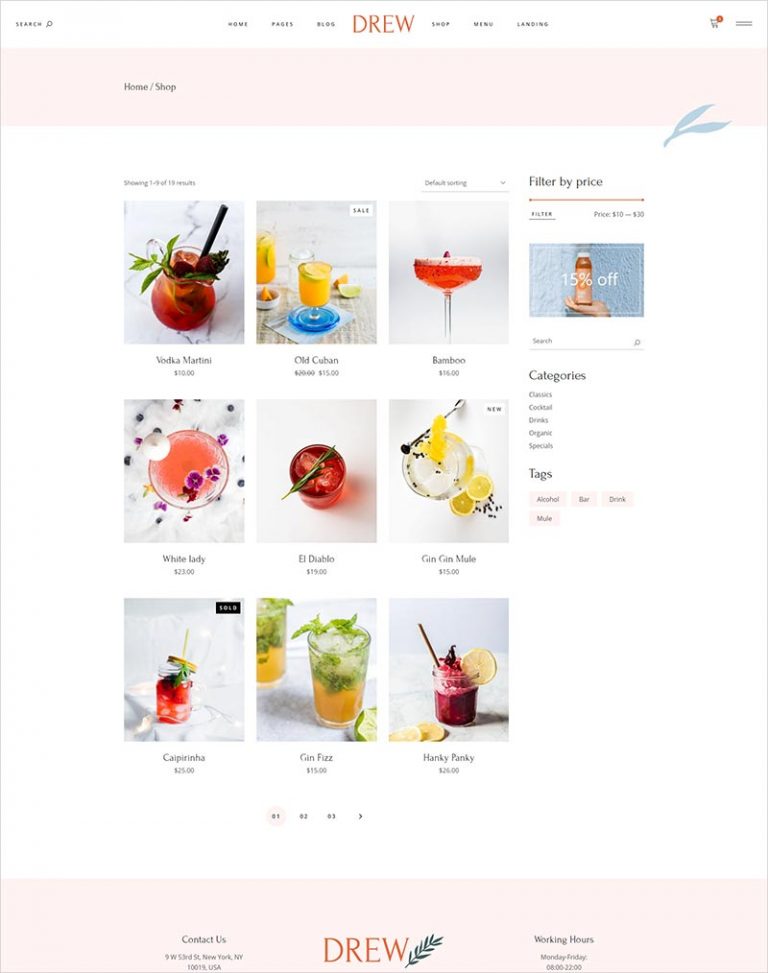 SEARCH
HOME PAGES BLOG DREW SHOP MENU LANDING
Home / Shop
Showing 1–9 of 19 results
Default sorting
SALE
Vodka Martini
$10.00
Old Cuban
$20.00 $15.00
Bamboo
$16.00
NEW
White lady
$23.00
El Diablo
$19.00
Gin Gin Mule
$15.00
SOLD
Caipirinha
$25.00
Gin Fizz
$15.00
Hanky Panky
$26.00
01 02 03
Filter by price
FILTER Price: $10 — $30
15% off
Search
Categories
Classics
Cocktail
Drinks
Organic
Specials
Tags
Alcohol Bar Drink
Mule
Contact Us
9 W 53rd St, New York, NY
10019, USA
DREW
Working Hours
Monday-Friday:
08:00-22:00